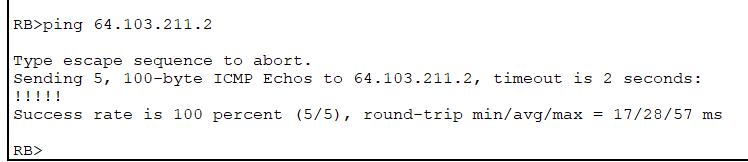 RB>ping 64.103.211.2
Type escape sequence to abort.
Sending 5, 100-byte ICMP Echos to 64.103.211.2, timeout is 2 seconds:
!!!!!
Success rate is 100 percent (5/5), round-trip min/avg/max = 17/28/57 ms
RB>